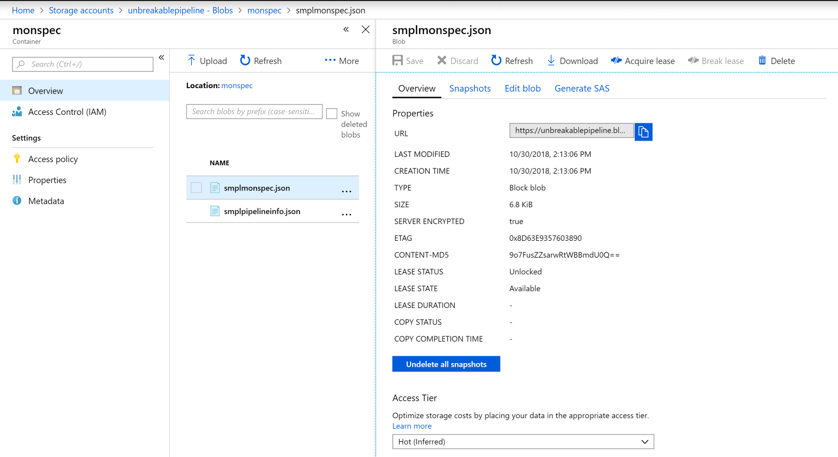 Home > Storage accounts > unbreakablepipeline - Blobs > monspec > smplmonspec.json
monspec
Container
Search (Ctrl+/)
Overview
Access Control (IAM)
Settings
Access policy
Properties
Metadata
Upload Refresh ··· More
Location: monspec
Search blobs by prefix (case-sensiti...
Show
deleted
blobs
NAME
smplmonspec.json ...
smplpipelineinfo.json ...
smplmonspec.json
Blob
Save Discard Refresh Download Acquire lease Break lease Delete
Overview Snapshots Edit blob Generate SAS
Properties
URL https://unbreakablepipeline.bl...
LAST MODIFIED 10/30/2018, 2:13:06 PM
CREATION TIME 10/30/2018, 2:13:06 PM
TYPE Block blob
SIZE 6.8 KiB
SERVER ENCRYPTED true
ETAG 0x8D63E9357603890
CONTENT-MD5 9o7FusZZsarwRtWBBmdU0Q==
LEASE STATUS Unlocked
LEASE STATE Available
LEASE DURATION -
COPY STATUS -
COPY COMPLETION TIME -
Undelete all snapshots
Access Tier
Optimize storage costs by placing your data in the appropriate access tier.
Learn more
Hot (Inferred)